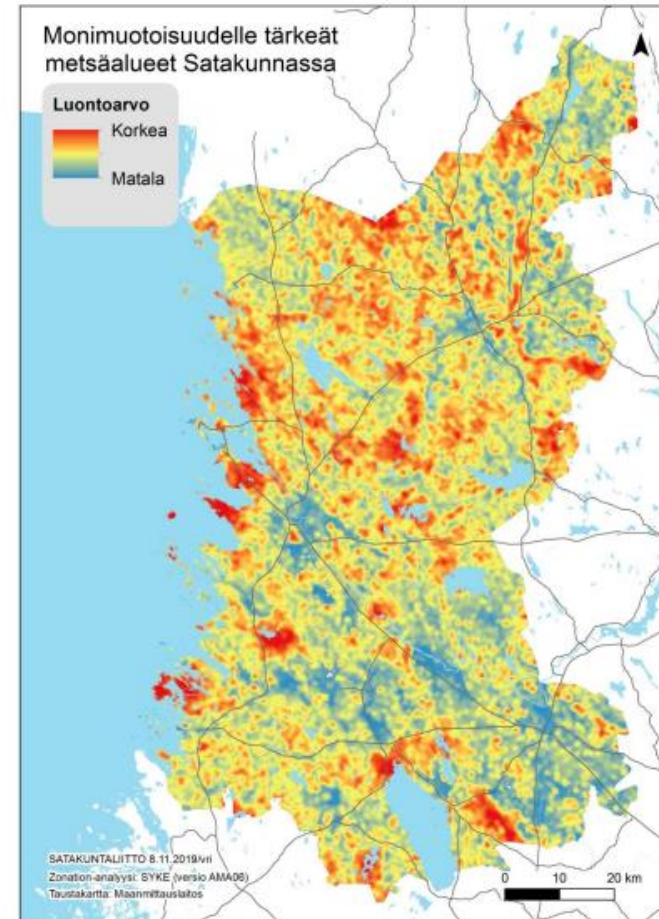 Monimuotoisuudelle tärkeät
metsäalueet Satakunnassa
Luontoarvo
Korkea
Matala
SATAKUNTALIITTO 8.11.2019/vri
Zonation-analyysi: SYKE (versio AMA06)
Taustakartta: Maanmittauslaitos
0 10 20 km